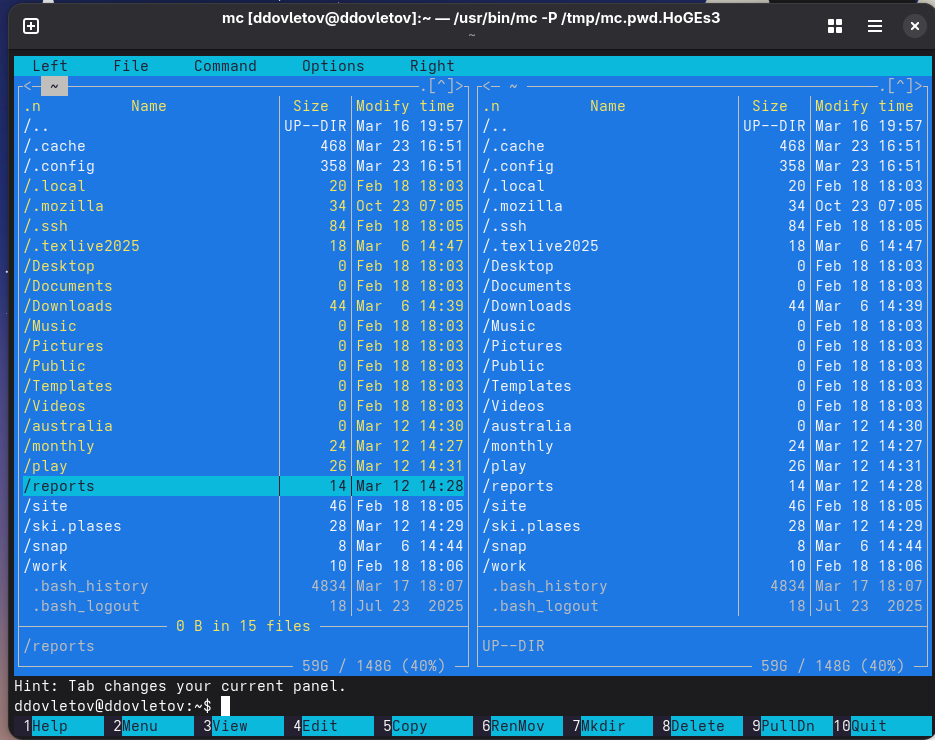 mc [ddovletov@ddovletov]:~ — /usr/bin/mc -P /tmp/mc.pwd.HoGEs3
~
Left File Command Options Right
<─ ~ ─.[^]>
.n Name Size Modify time
/.. UP--DIR Mar 16 19:57
/.cache 468 Mar 23 16:51
/.config 358 Mar 23 16:51
/.local 20 Feb 18 18:03
/.mozilla 34 Oct 23 07:05
/.ssh 84 Feb 18 18:05
/.texlive2025 18 Mar 6 14:47
/Desktop 0 Feb 18 18:03
/Documents 0 Feb 18 18:03
/Downloads 44 Mar 6 14:39
/Music 0 Feb 18 18:03
/Pictures 0 Feb 18 18:03
/Public 0 Feb 18 18:03
/Templates 0 Feb 18 18:03
/Videos 0 Feb 18 18:03
/australia 0 Mar 12 14:30
/monthly 24 Mar 12 14:27
/play 26 Mar 12 14:31
/reports 14 Mar 12 14:28
/site 46 Feb 18 18:05
/ski.plases 28 Mar 12 14:29
/snap 8 Mar 6 14:44
/work 10 Feb 18 18:06
.bash_history 4834 Mar 17 18:07
.bash_logout 18 Jul 23 2025
0 B in 15 files
/reports
59G / 148G (40%)
<─ ~ ─.[^]>
.n Name Size Modify time
/.. UP--DIR Mar 16 19:57
/.cache 468 Mar 23 16:51
/.config 358 Mar 23 16:51
/.local 20 Feb 18 18:03
/.mozilla 34 Oct 23 07:05
/.ssh 84 Feb 18 18:05
/.texlive2025 18 Mar 6 14:47
/Desktop 0 Feb 18 18:03
/Documents 0 Feb 18 18:03
/Downloads 44 Mar 6 14:39
/Music 0 Feb 18 18:03
/Pictures 0 Feb 18 18:03
/Public 0 Feb 18 18:03
/Templates 0 Feb 18 18:03
/Videos 0 Feb 18 18:03
/australia 0 Mar 12 14:30
/monthly 24 Mar 12 14:27
/play 26 Mar 12 14:31
/reports 14 Mar 12 14:28
/site 46 Feb 18 18:05
/ski.plases 28 Mar 12 14:29
/snap 8 Mar 6 14:44
/work 10 Feb 18 18:06
.bash_history 4834 Mar 17 18:07
.bash_logout 18 Jul 23 2025
UP--DIR
59G / 148G (40%)
Hint: Tab changes your current panel.
ddovletov@ddovletov:~$
1Help 2Menu 3View 4Edit 5Copy 6RenMov 7Mkdir 8Delete 9PullDn 10Quit